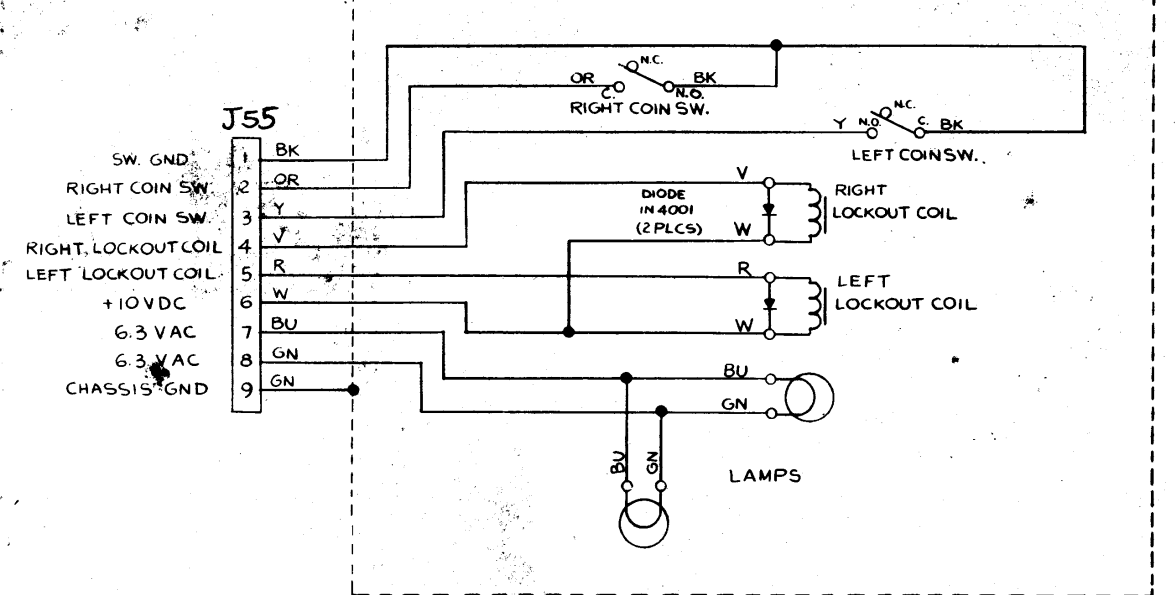 J55
SW. GND 1 BK
RIGHT COIN SW. 2 OR
LEFT COIN SW. 3 Y
RIGHT LOCKOUT COIL 4 V
LEFT LOCKOUT COIL 5 R
+10VDC 6 W
6.3 VAC 7 BU
6.3 VAC 8 GN
CHASSIS GND 9 GN
N.C.
OR C. N.O. BK
RIGHT COIN SW.
N.C.
Y N.O. C. BK
LEFT COIN SW.
V
DIODE
IN 4001
(2 PLCS)
W
RIGHT
LOCKOUT COIL
R
W
LEFT
LOCKOUT COIL
BU
GN
BU
GN
LAMPS